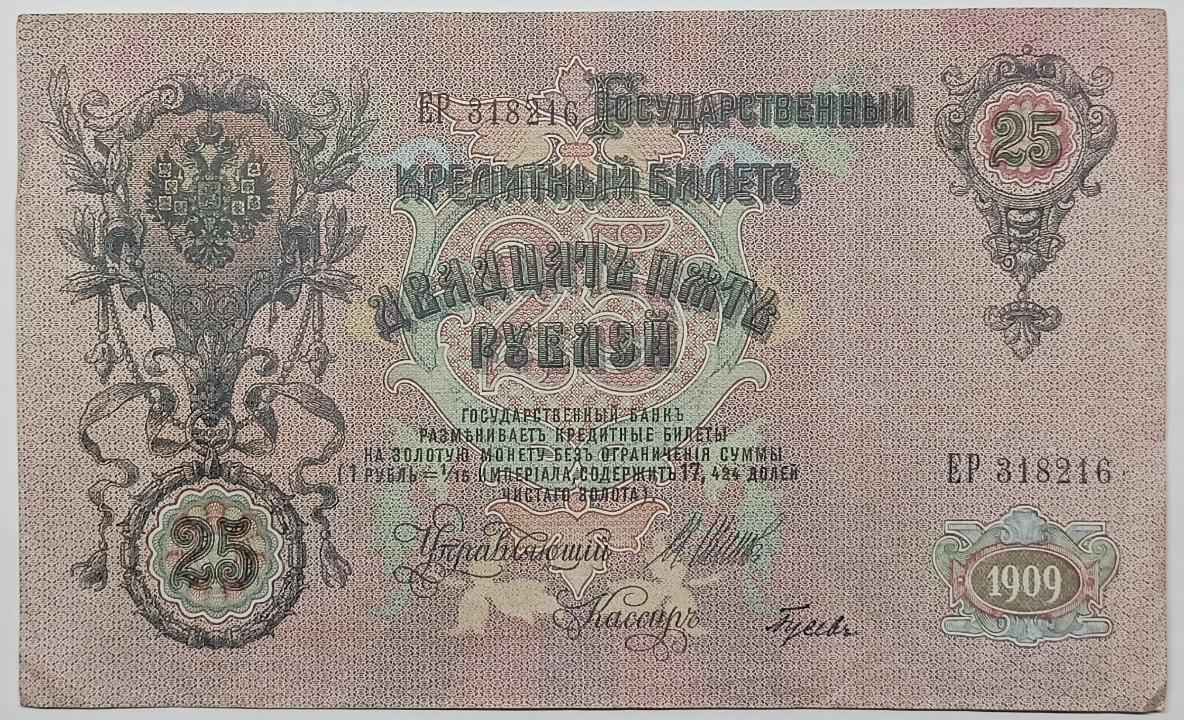 ЕР 318216 ГОСУДАРСТВЕННЫЙ
25
КРЕДИТНЫЙ БИЛЕТЪ
25
ДВАДЦАТЬ ПѦТЬ
РУБЛЕЙ
ГОСУДАРСТВЕННЫЙ БАНКЪ
РАЗМѢНИВАЕТЪ КРЕДИТНЫЕ БИЛЕТЫ
НА ЗОЛОТУЮ МОНЕТУ БЕЗЪ ОГРАНИЧЕНІЯ СУММЫ
(1 РУБЛЬ = 1/15 ИМПЕРІАЛА, СОДЕРЖИТЪ 17,424 ДОЛЕЙ
ЧИСТАГО ЗОЛОТА)
ЕР 318216
25
Управляющій
1909
Кассиръ
Гусевъ